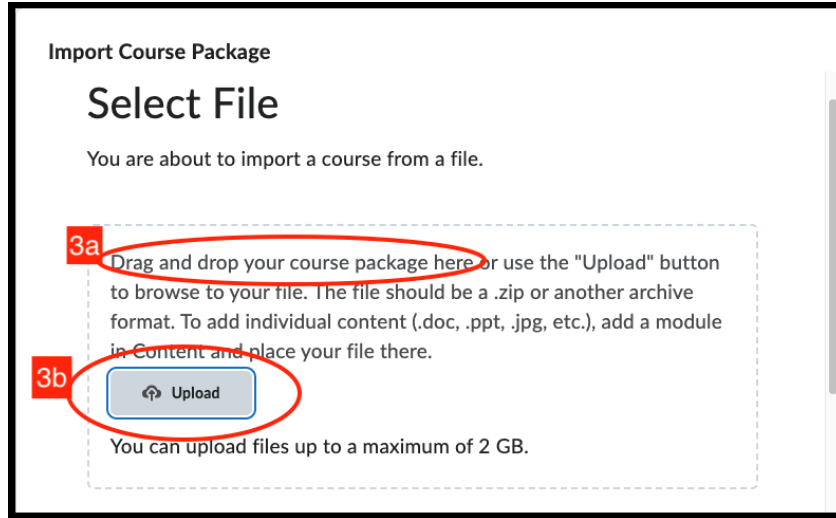 Import Course Package
Select File
You are about to import a course from a file.
3a
Drag and drop your course package here or use the "Upload" button
to browse to your file. The file should be a .zip or another archive
format. To add individual content (.doc, .ppt, .jpg, etc.), add a module
in Content and place your file there.
3b
Upload
You can upload files up to a maximum of 2 GB.